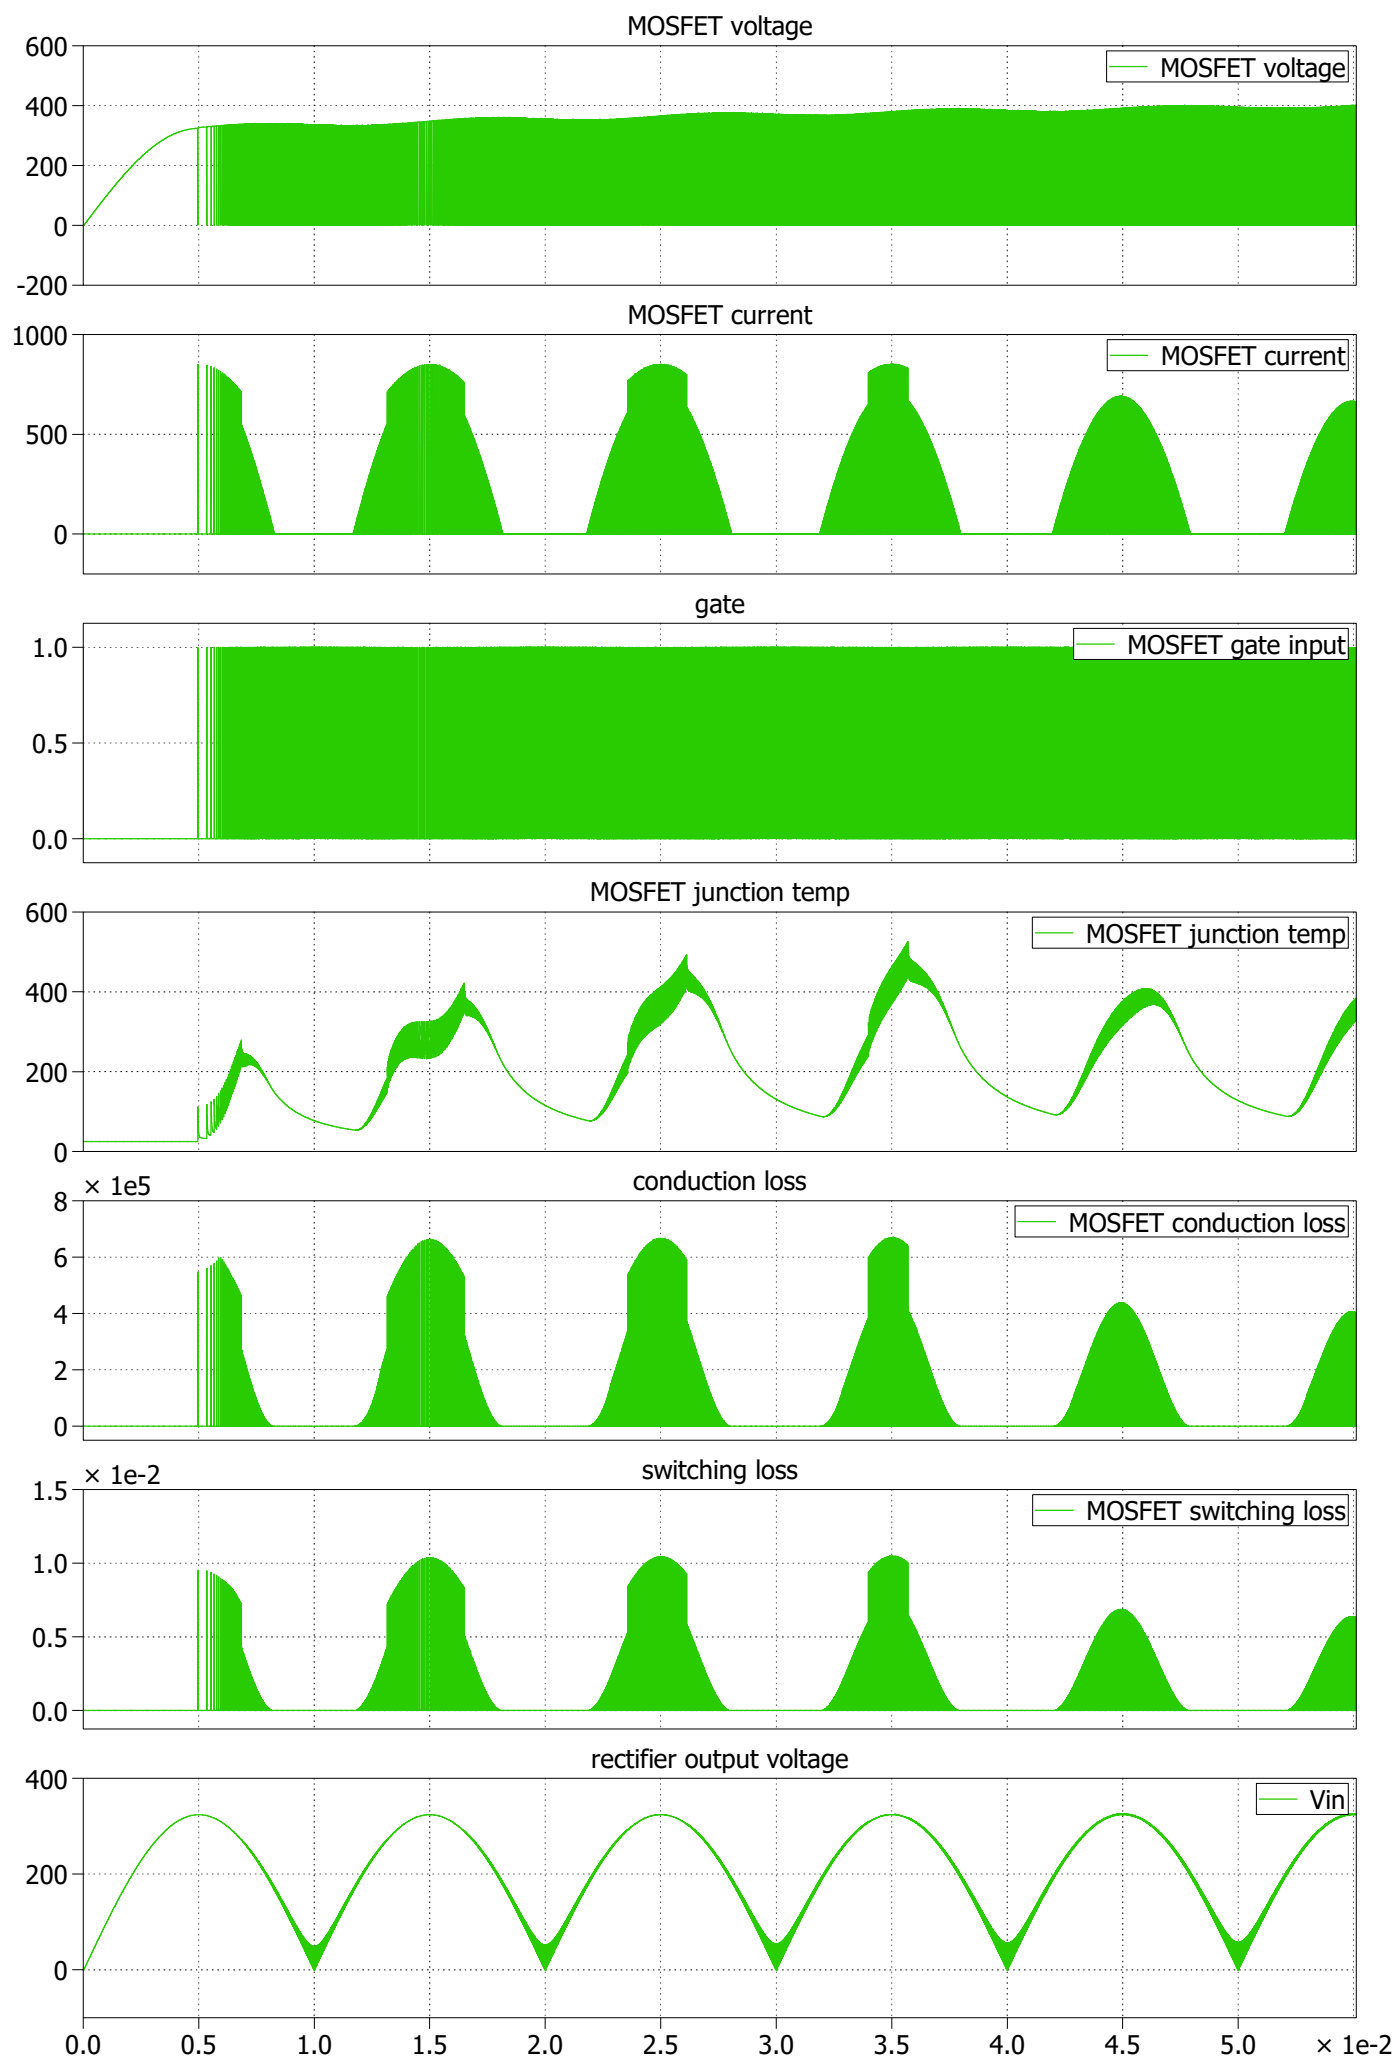 MOSFET voltage
600
MOSFET voltage
400
200
0
-200
MOSFET current
1000
MOSFET current
500
0
gate
1.0
MOSFET gate input
0.5
0.0
MOSFET junction temp
600
MOSFET junction temp
400
200
0
× 1e5
conduction loss
8
MOSFET conduction loss
6
4
2
0
× 1e-2
switching loss
1.5
MOSFET switching loss
1.0
0.5
0.0
rectifier output voltage
400
Vin
200
0
0.0 0.5 1.0 1.5 2.0 2.5 3.0 3.5 4.0 4.5 5.0 × 1e-2